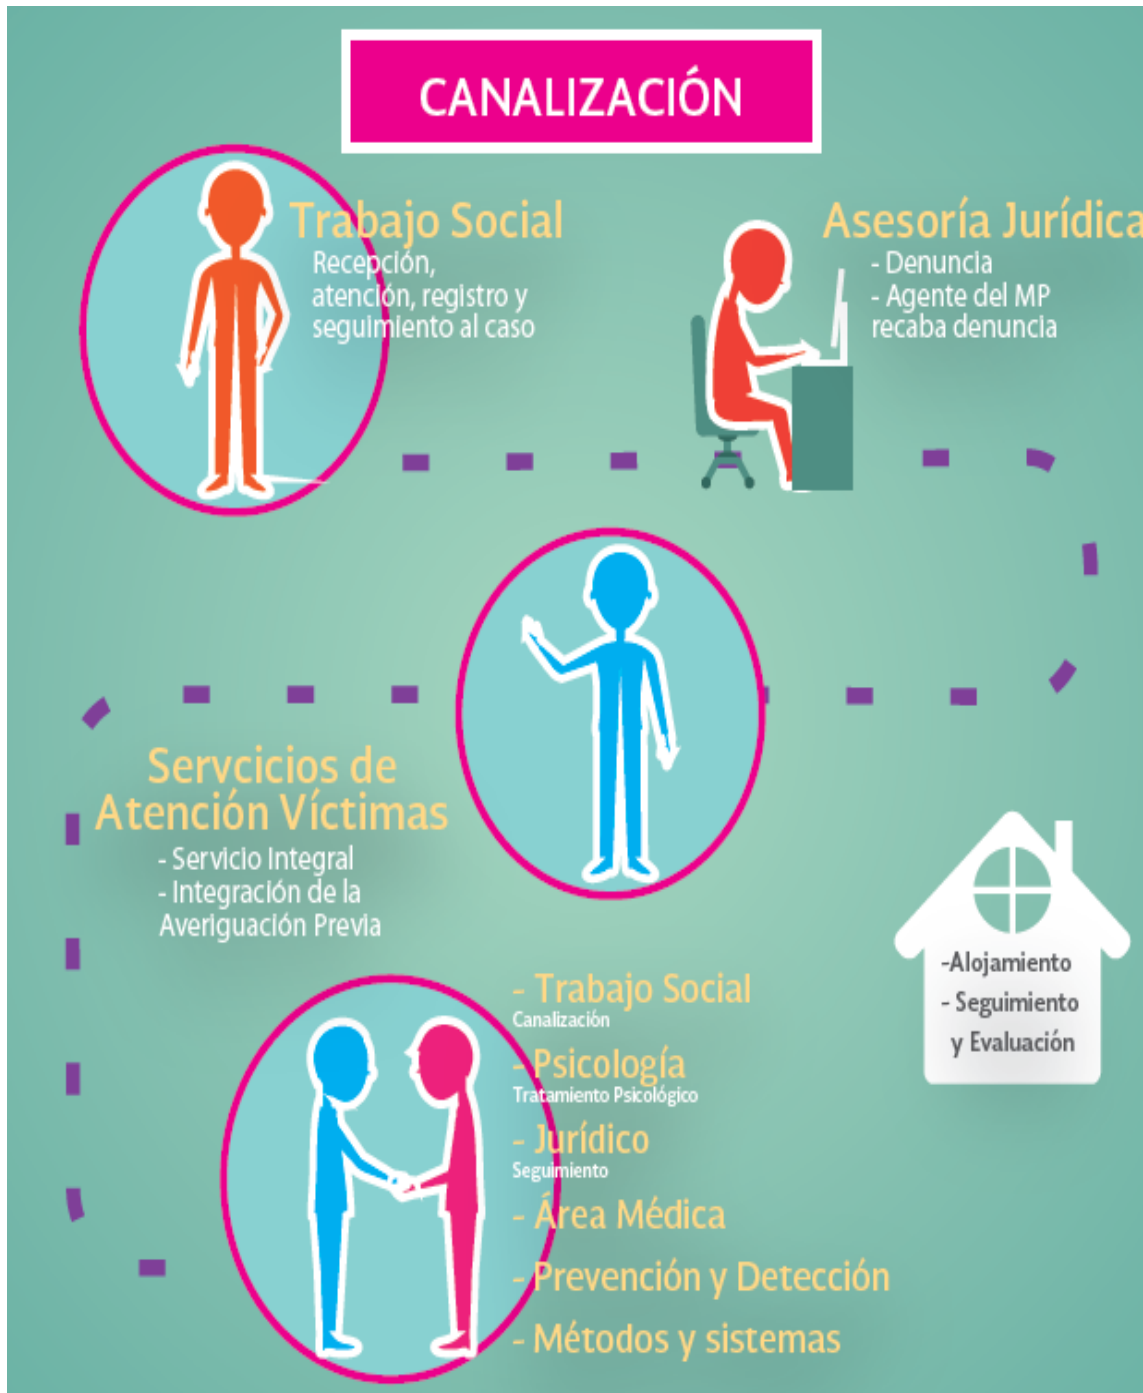 CANALIZACIÓN
Trabajo Social
Recepción,
atención, registro y
seguimiento al caso
Asesoría Jurídica
- Denuncia
- Agente del MP
recaba denuncia
Servcicios de
Atención Víctimas
- Servicio Integral
- Integración de la
Averiguación Previa
-Alojamiento
- Seguimiento
y Evaluación
- Trabajo Social
Canalización
- Psicología
Tratamiento Psicológico
- Jurídico
Seguimiento
- Área Médica
- Prevención y Detección
- Métodos y sistemas